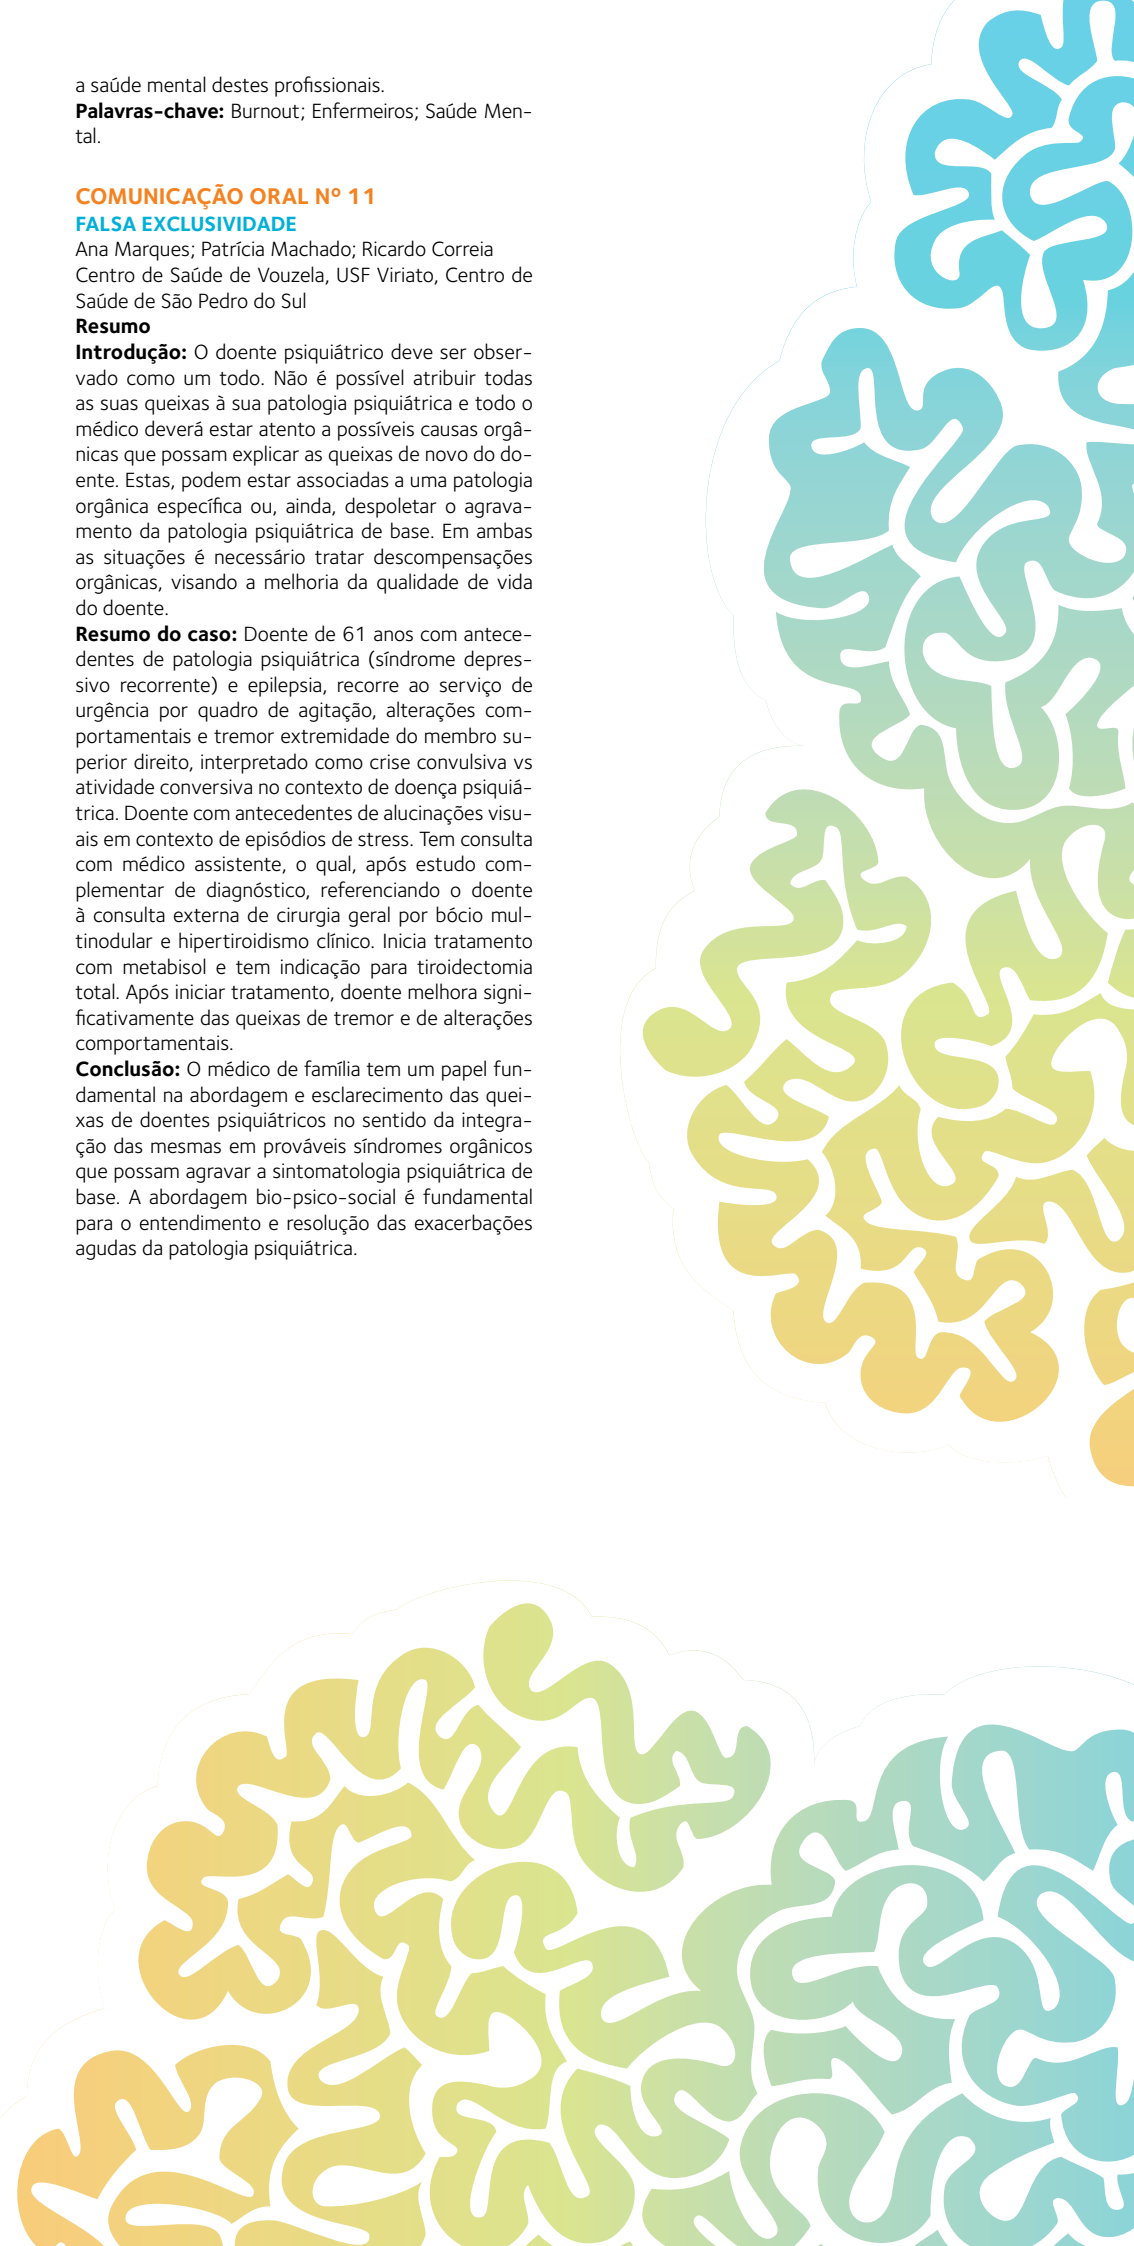 a saúde mental destes profissionais.
Palavras-chave: Burnout; Enfermeiros; Saúde Men-
tal.
COMUNICAÇÃO ORAL Nº 11
FALSA EXCLUSIVIDADE
Ana Marques; Patrícia Machado; Ricardo Correia
Centro de Saúde de Vouzela, USF Viriato, Centro de
Saúde de São Pedro do Sul
Resumo
Introdução: O doente psiquiátrico deve ser obser-
vado como um todo. Não é possível atribuir todas
as suas queixas à sua patologia psiquiátrica e todo o
médico deverá estar atento a possíveis causas orgâ-
nicas que possam explicar as queixas de novo do do-
ente. Estas, podem estar associadas a uma patologia
orgânica específica ou, ainda, despoletar o agrava-
mento da patologia psiquiátrica de base. Em ambas
as situações é necessário tratar descompensações
orgânicas, visando a melhoria da qualidade de vida
do doente.
Resumo do caso: Doente de 61 anos com antece-
dentes de patologia psiquiátrica (síndrome depres-
sivo recorrente) e epilepsia, recorre ao serviço de
urgência por quadro de agitação, alterações com-
portamentais e tremor extremidade do membro su-
perior direito, interpretado como crise convulsiva vs
atividade conversiva no contexto de doença psiquiá-
trica. Doente com antecedentes de alucinações visu-
ais em contexto de episódios de stress. Tem consulta
com médico assistente, o qual, após estudo com-
plementar de diagnóstico, referenciando o doente
à consulta externa de cirurgia geral por bócio mul-
tinodular e hipertiroidismo clínico. Inicia tratamento
com metabisol e tem indicação para tiroidectomia
total. Após iniciar tratamento, doente melhora signi-
ficativamente das queixas de tremor e de alterações
comportamentais.
Conclusão: O médico de família tem um papel fun-
damental na abordagem e esclarecimento das quei-
xas de doentes psiquiátricos no sentido da integra-
ção das mesmas em prováveis síndromes orgânicos
que possam agravar a sintomatologia psiquiátrica de
base. A abordagem bio-psico-social é fundamental
para o entendimento e resolução das exacerbações
agudas da patologia psiquiátrica.